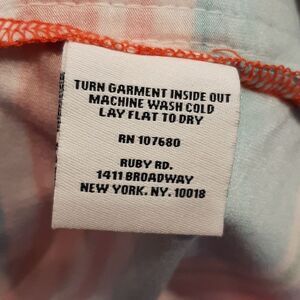 TURN GARMENT INSIDE OUT
MACHINE WASH COLD
LAY FLAT TO DRY
RN 107680
RUBY RD.
1411 BROADWAY
NEW YORK. NY. 10018